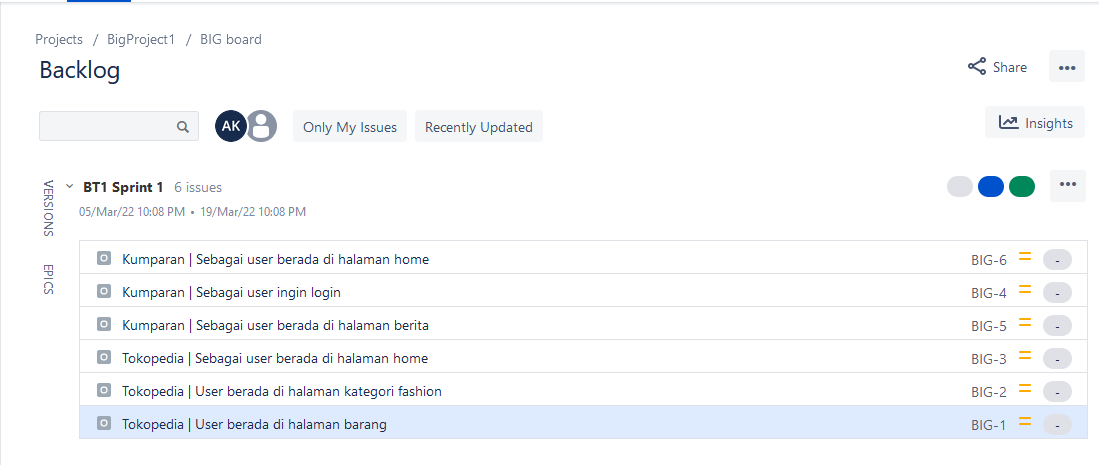 Projects / BigProject1 / BIG board
Backlog
Share
AK
Only My Issues
Recently Updated
Insights
VERSIONS
EPICS
BT1 Sprint 1 6 issues
05/Mar/22 10:08 PM • 19/Mar/22 10:08 PM
Kumparan | Sebagai user berada di halaman home BIG-6 -
Kumparan | Sebagai user ingin login BIG-4 -
Kumparan | Sebagai user berada di halaman berita BIG-5 -
Tokopedia | Sebagai user berada di halaman home BIG-3 -
Tokopedia | User berada di halaman kategori fashion BIG-2 -
Tokopedia | User berada di halaman barang BIG-1 -